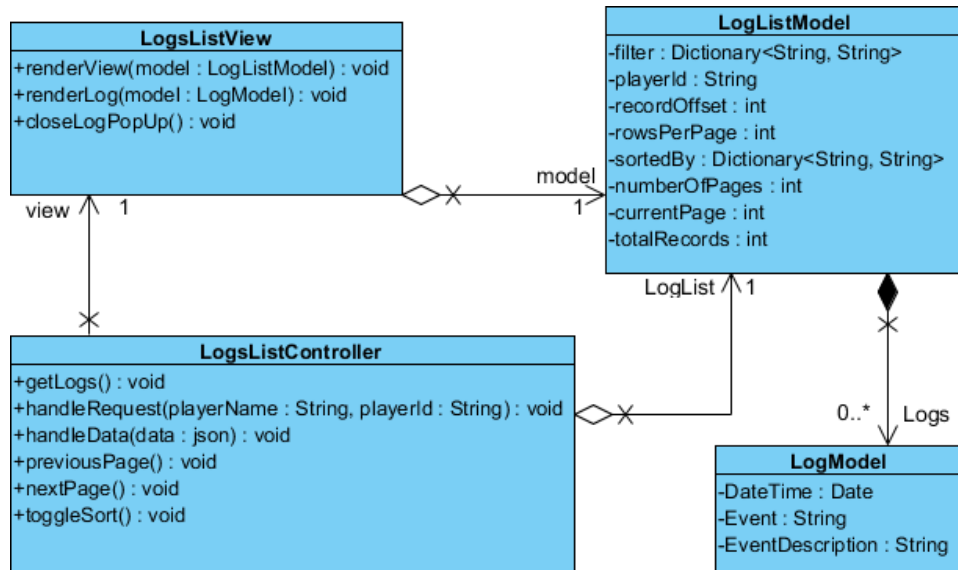 LogsListView
+renderView(model : LogListModel) : void
+renderLog(model : LogModel) : void
+closeLogPopUp() : void
LogListModel
-filter : Dictionary<String, String>
-playerId : String
-recordOffset : int
-rowsPerPage : int
-sortedBy : Dictionary<String, String>
-numberOfPages : int
-currentPage : int
-totalRecords : int
model
1
view
1
LogList
1
LogsListController
+getLogs() : void
+handleRequest(playerName : String, playerId : String) : void
+handleData(data : json) : void
+previousPage() : void
+nextPage() : void
+toggleSort() : void
0..*
Logs
LogModel
-DateTime : Date
-Event : String
-EventDescription : String